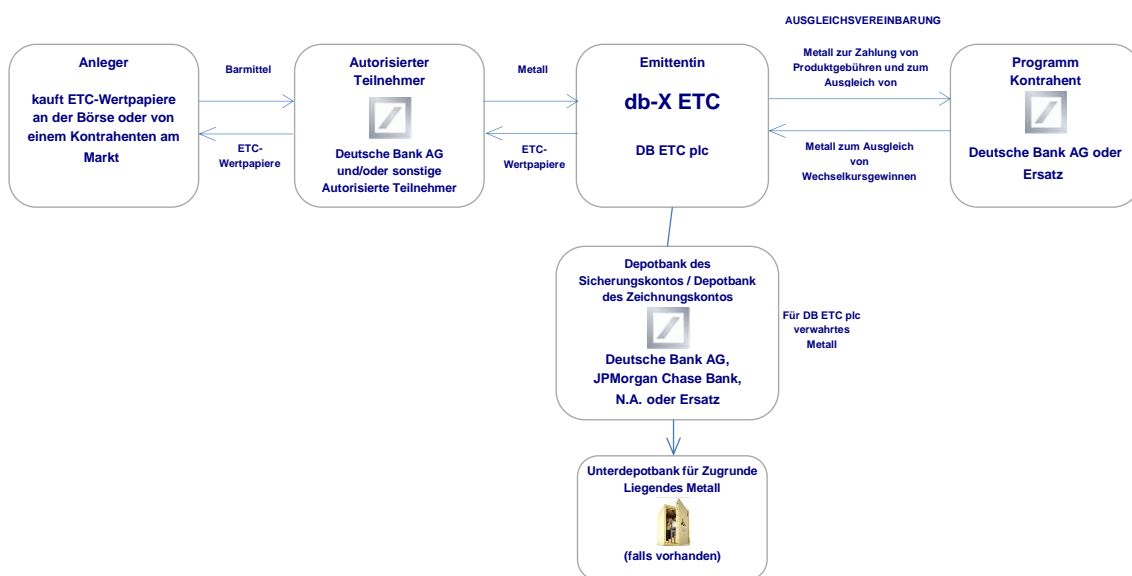 AUSGLEICHSVEREINBARUNG
Anleger
kauft ETC-Wertpapiere
an der Börse oder von
einem Kontrahenten am
Markt
Barmittel
ETC-
Wertpapiere
Autorisierter
Teilnehmer
Deutsche Bank AG
und/oder sonstige
Autorisierte Teilnehmer
Metall
ETC-
Wertpapiere
Emittentin
db-X ETC
DB ETC plc
Metall zur Zahlung von
Produktgebühren und zum
Ausgleich von
Metall zum Ausgleich
von
Wechselkursgewinnen
Programm
Kontrahent
Deutsche Bank AG oder
Ersatz
Depotbank des
Sicherungskontos / Depotbank
des Zeichnungskontos
Deutsche Bank AG,
JPMorgan Chase Bank,
N.A. oder Ersatz
Für DB ETC plc
verwahrtes
Metall
Unterdepotbank für Zugrunde
Liegendes Metall
(falls vorhanden)